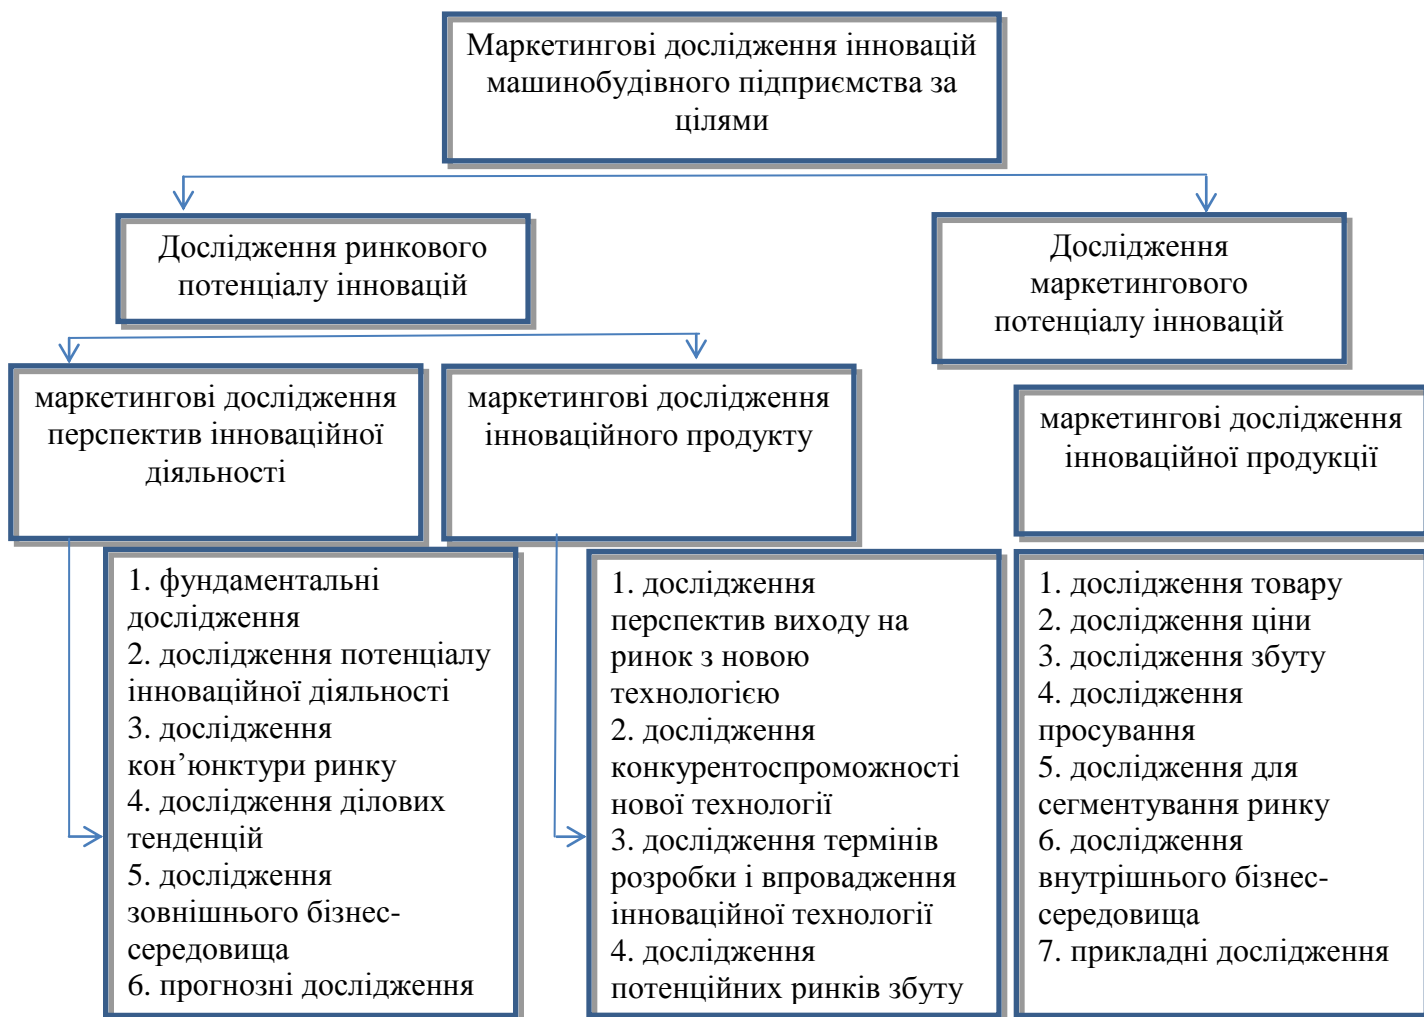 Маркетингові дослідження інновацій
машинобудівного підприємства за
цілями
Дослідження ринкового
потенціалу інновацій
Дослідження
маркетингового
потенціалу інновацій
маркетингові дослідження
перспектив інноваційної
діяльності
маркетингові дослідження
інноваційного продукту
маркетингові дослідження
інноваційної продукції
1. фундаментальні
дослідження
2. дослідження потенціалу
інноваційної діяльності
3. дослідження
кон’юнктури ринку
4. дослідження ділових
тенденцій
5. дослідження
зовнішнього бізнес-
середовища
6. прогнозні дослідження
1. дослідження
перспектив виходу на
ринок з новою
технологією
2. дослідження
конкурентоспроможності
нової технології
3. дослідження термінів
розробки і впровадження
інноваційної технології
4. дослідження
потенційних ринків збуту
1. дослідження товару
2. дослідження ціни
3. дослідження збуту
4. дослідження
просування
5. дослідження для
сегментування ринку
6. дослідження
внутрішнього бізнес-
середовища
7. прикладні дослідження